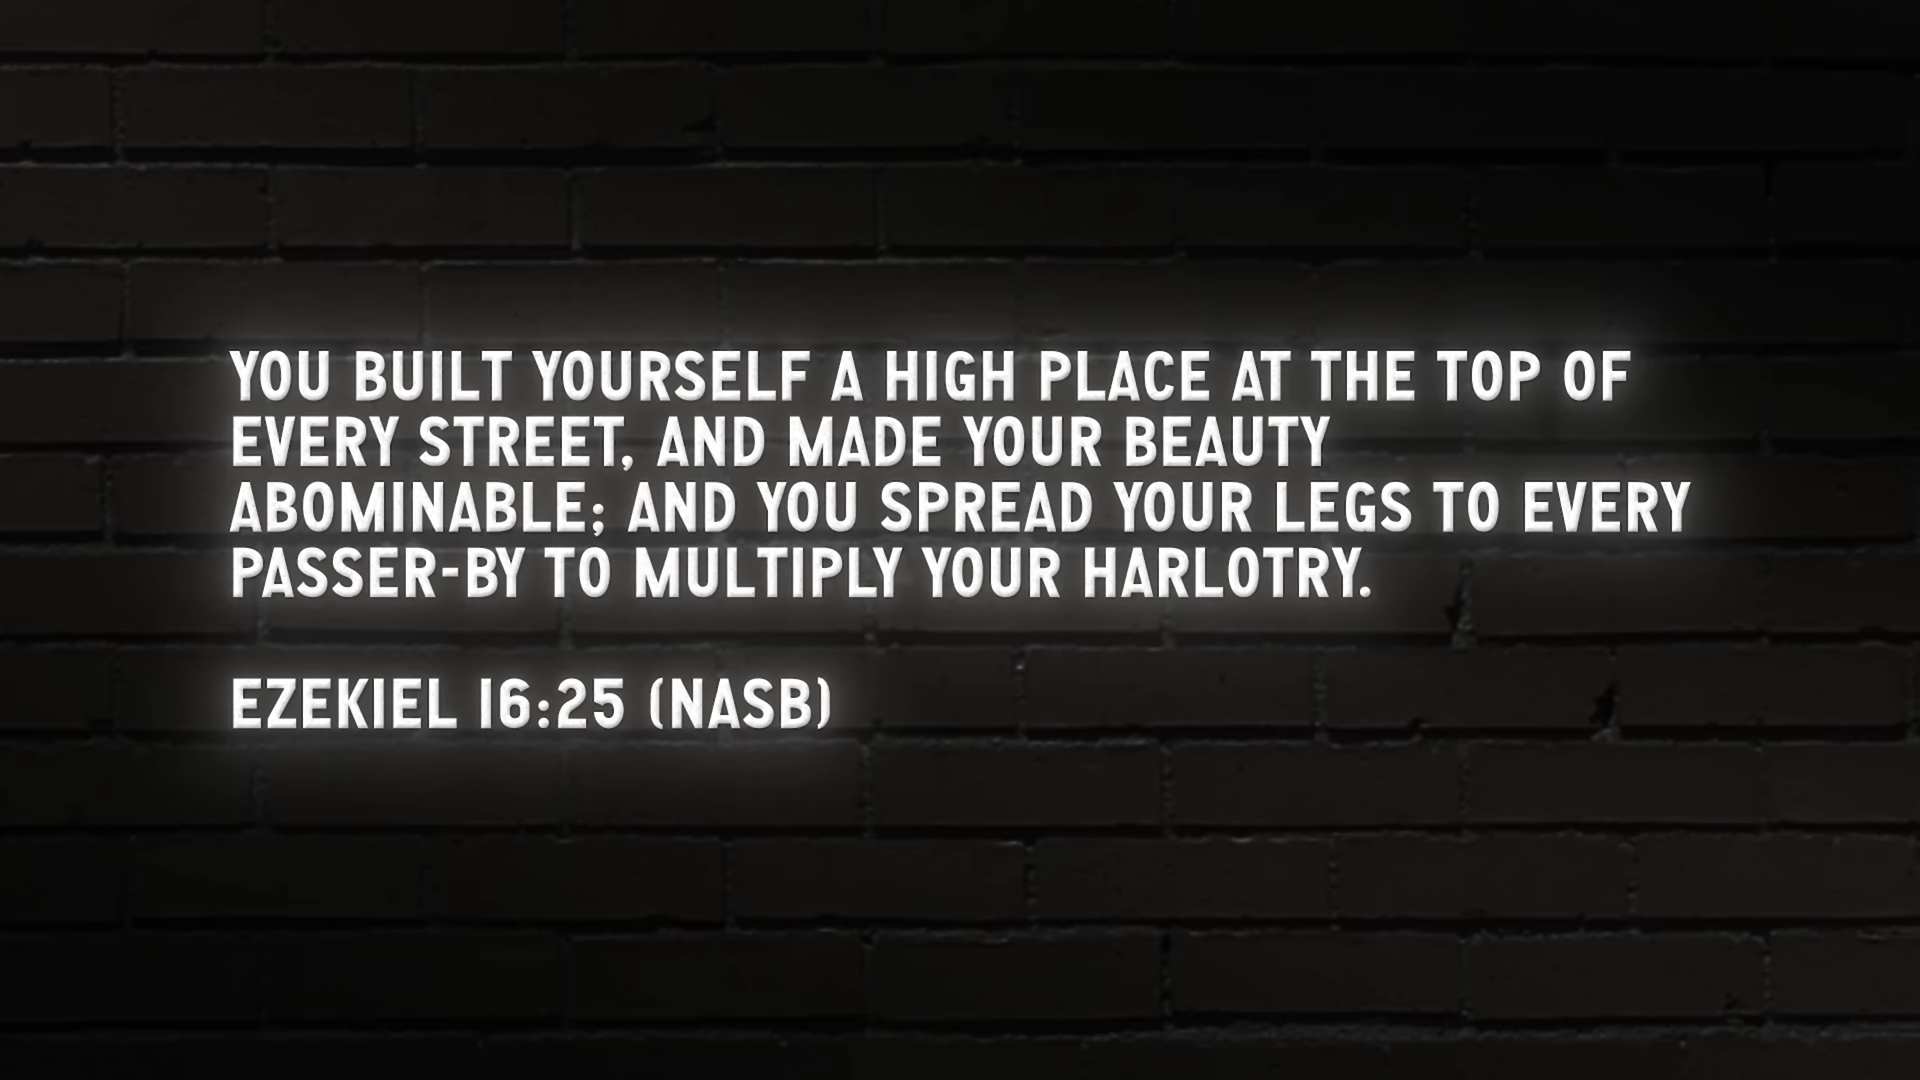 YOU BUILT YOURSELF A HIGH PLACE AT THE TOP OF
EVERY STREET, AND MADE YOUR BEAUTY
ABOMINABLE; AND YOU SPREAD YOUR LEGS TO EVERY
PASSER-BY TO MULTIPLY YOUR HARLOTRY.
EZEKIEL 16:25 (NASB)